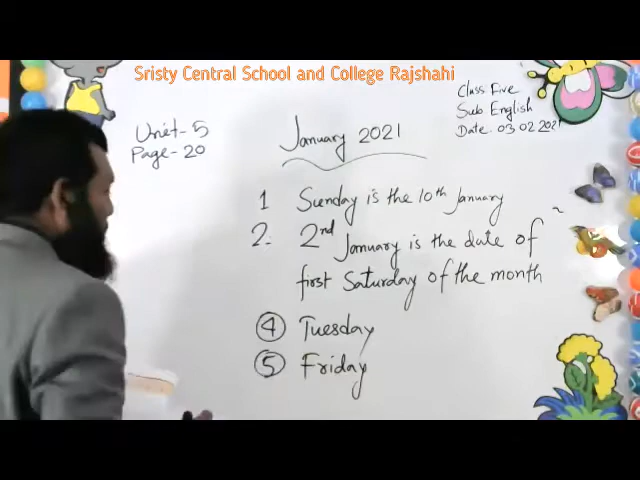 Sristy Central School and College Rajshahi
Class Five
Sub English
Date. 03 02 2021
Unit-5
Page-20
January 2021
1 Sunday is the 10th January
2. 2nd January is the date of
first Saturday of the month
4 Tuesday
5 Friday